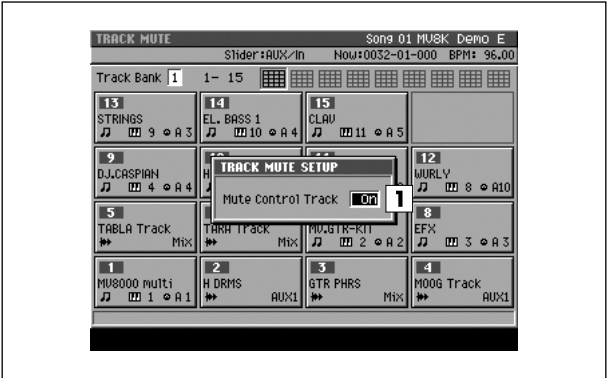 TRACK MUTE Song 01 MV8K Demo E
Slider:AUX/In Now:0032-01-000 BPM: 96.00
Track Bank 1 1- 15
13 14 15
STRINGS EL. BASS 1 CLAV
9 A 3 10 A 4 11 A 5
9 12
DJ.CASPIAN H WURLY
4 A 4 8 A10
TRACK MUTE SETUP
Mute Control Track On 1
5 8
TABLA Track TARA Track MV.GTR-KIT EFX
Mix Mix 2 A 2 3 A 3
1 2 3 4
MV8000 multi H DRMS GTR PHRS MOOG Track
1 A 1 AUX1 Mix AUX1